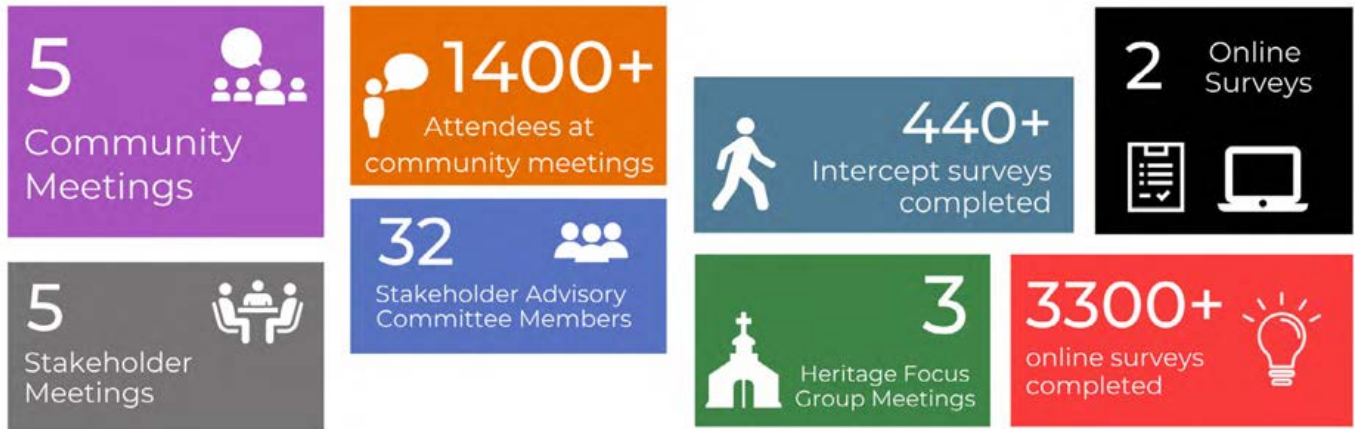 5
Community
Meetings
1400+
Attendees at
community meetings
440+
Intercept surveys
completed
2
Online
Surveys
5
Stakeholder
Meetings
32
Stakeholder Advisory
Committee Members
3
Heritage Focus
Group Meetings
3300+
online surveys
completed